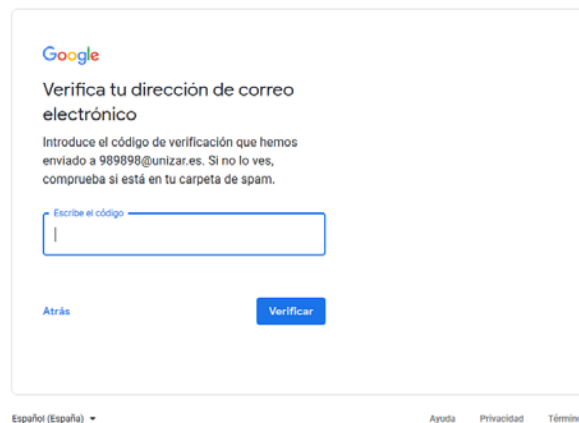 Google
Verifica tu dirección de correo
electrónico
Introduce el código de verificación que hemos
enviado a 989898@unizar.es. Si no lo ves,
comprueba si está en tu carpeta de spam.
Escribe el código
Atrás
Verificar
Español (España)
Ayuda Privacidad Término